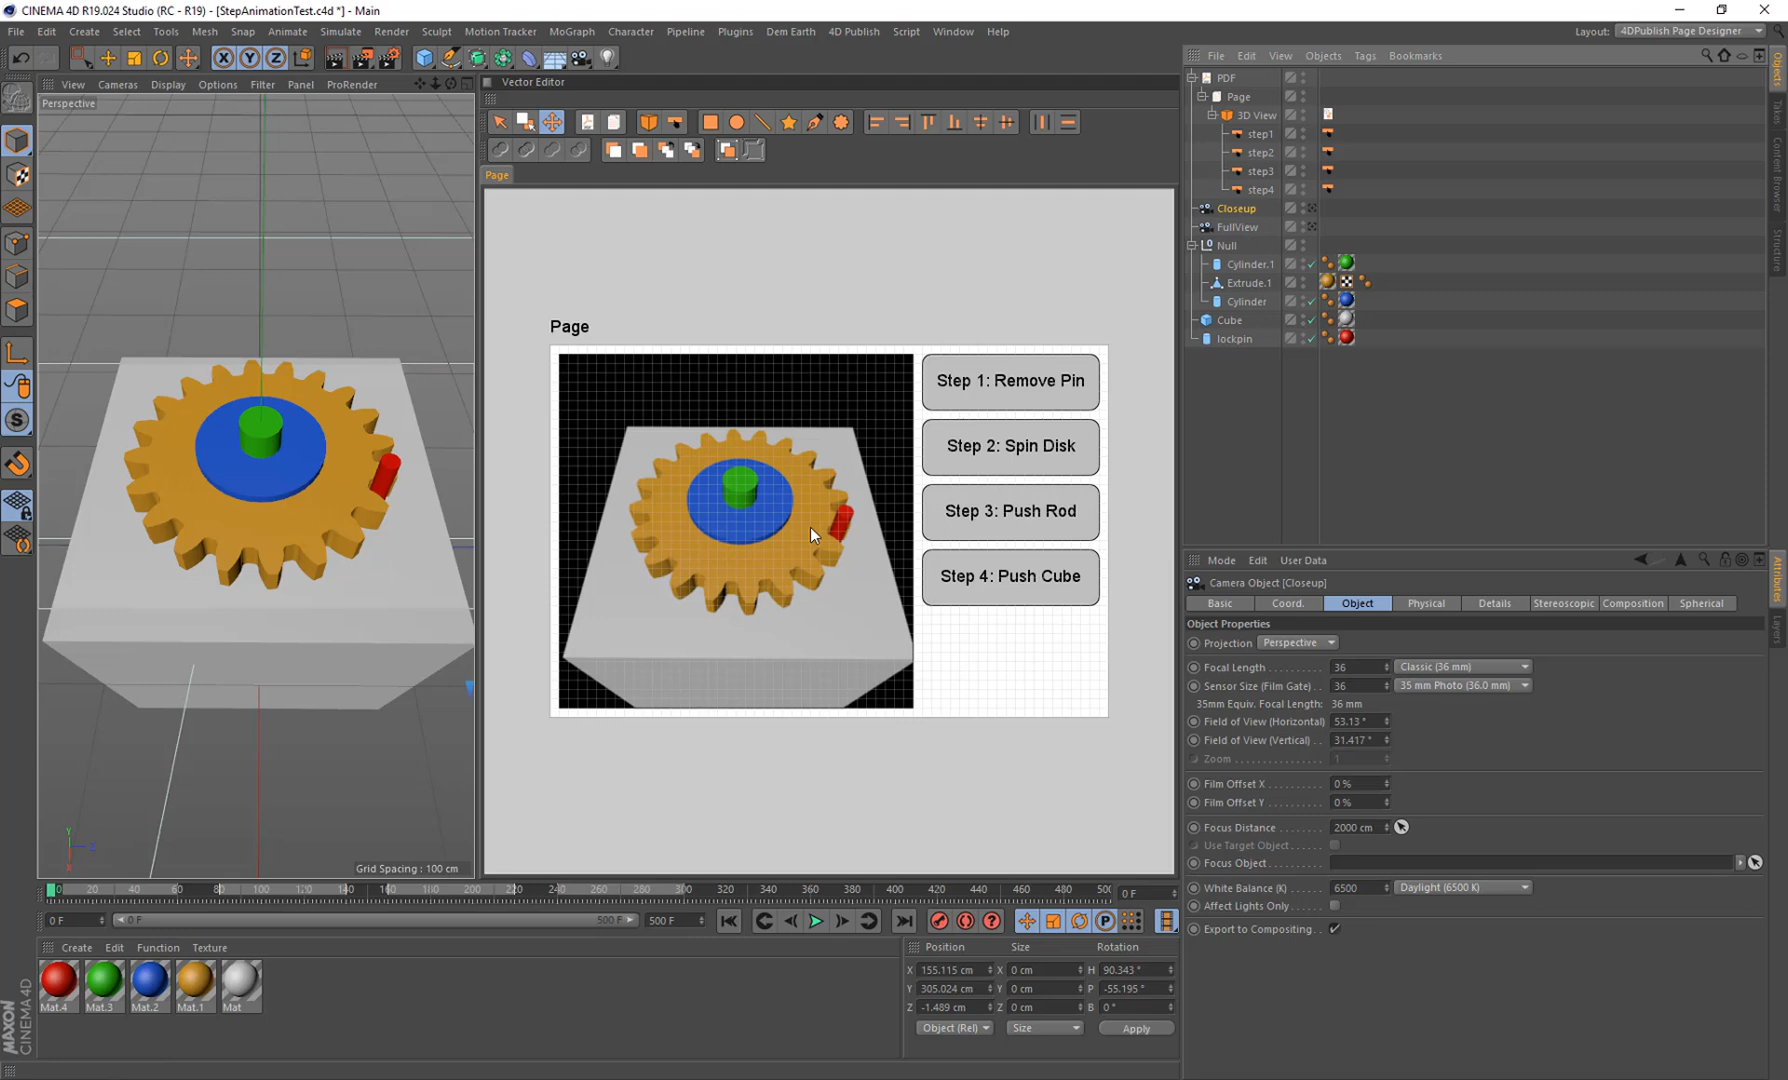 CINEMA 4D R19.024 Studio (RC - R19) - [StepAnimationTest.c4d *] - Main
File Edit Create Select Tools Mesh Snap Animate Simulate Render Sculpt Motion Tracker MoGraph Character Pipeline Plugins Dem Earth 4D Publish Script Window Help
Layout: 4DPublish Page Designer
X Y Z
View Cameras Display Options Filter Panel ProRender
Perspective
Y
X
Z
Grid Spacing : 100 cm
Vector Editor
Page
Page
Step 1: Remove Pin
Step 2: Spin Disk
Step 3: Push Rod
Step 4: Push Cube
File Edit View Objects Tags Bookmarks
PDF
Page
3D View
step1
step2
step3
step4
Closeup
FullView
Null
Cylinder.1
Extrude.1
Cylinder
Cube
lockpin
Objects
Takes
Content Browser
Structure
Mode Edit User Data
Camera Object [Closeup]
Basic Coord. Object Physical Details Stereoscopic Composition Spherical
Object Properties
Projection Perspective
Focal Length 36 Classic (36 mm)
Sensor Size (Film Gate) 36 35 mm Photo (36.0 mm)
35mm Equiv. Focal Length: 36 mm
Field of View (Horizontal) 53.13 °
Field of View (Vertical) 31.417 °
Zoom 1
Film Offset X 0 %
Film Offset Y 0 %
Focus Distance 2000 cm
Use Target Object
Focus Object
White Balance (K) 6500 Daylight (6500 K)
Affect Lights Only
Export to Compositing
Attributes
Layers
0 20 40 60 80 100 120 140 160 180 200 220 240 260 280 300 320 340 360 380 400 420 440 460 480 500 0 F
0 F 0 F 500 F 500 F
Create Edit Function Texture
Mat.4 Mat.3 Mat.2 Mat.1 Mat
Position Size Rotation
X 155.115 cm X 0 cm H 90.343 °
Y 305.024 cm Y 0 cm P -55.195 °
Z -1.489 cm Z 0 cm B 0 °
Object (Rel) Size Apply
MAXON CINEMA 4D